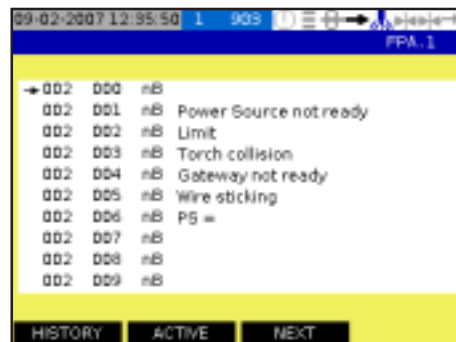 09-02-2007 12:35:50 1 903
FPA.1
002 000 nB
002 001 nB Power Source not ready
002 002 nB Limit
002 003 nB Torch collision
002 004 nB Gateway not ready
002 005 nB Wire sticking
002 006 nB PS =
002 007 nB
002 008 nB
002 009 nB
HISTORY ACTIVE NEXT